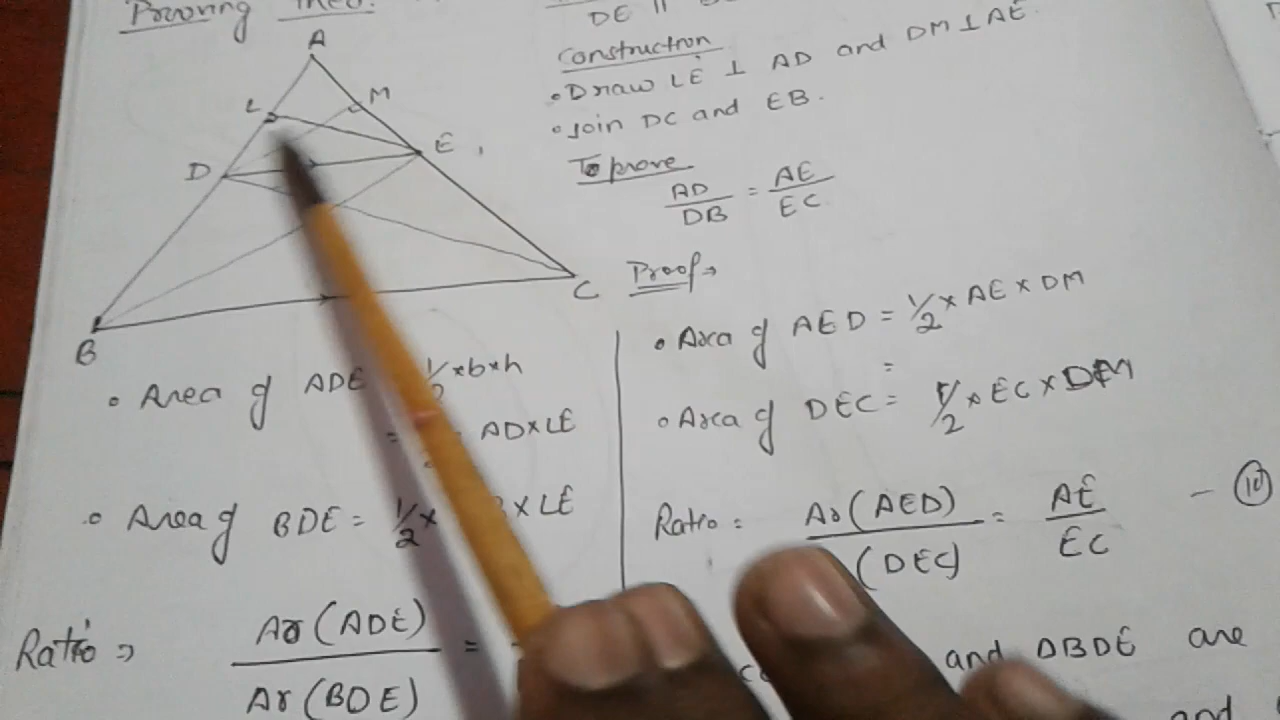 Proving
DE ||
Construction
• Draw LE ⊥ AD and DM ⊥ AE
• Join DC and EB.
To prove
AD/DB = AE/EC
A
L
M
D
E
B
C
• Area of ADE 1/2 × b × h
= AD × LE
• Area of BDE = 1/2 × × LE
Ratio ⇒ Ar (ADE) / Ar (BDE) =
Proof →
• Area of AED = 1/2 × AE × DM
=
• Area of DEC = 1/2 × EC × DM
Ratio = Ar (AED) / (DEC) = AE/EC —
and ΔBDE are
and